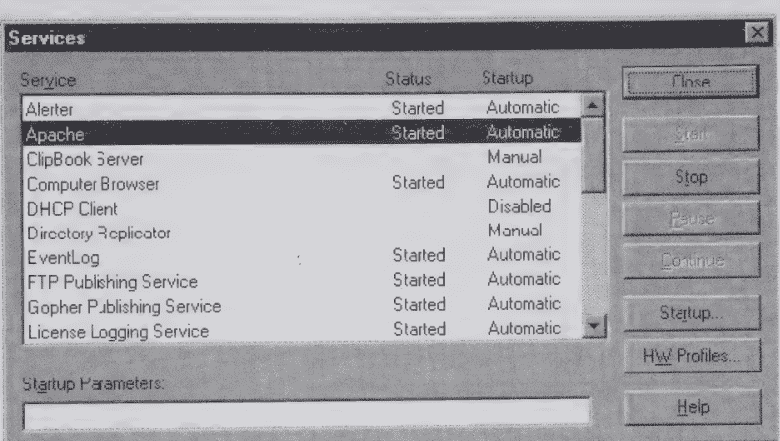 Services
Service Status Startup
Alerter Started Automatic
Apache Started Automatic
ClipBook Server Manual
Computer Browser Started Automatic
DHCP Client Disabled
Directory Replicator Manual
EventLog Started Automatic
FTP Publishing Service Started Automatic
Gopher Publishing Service Started Automatic
License Logging Service Started Automatic
Startup Parameters:
Close
Start
Stop
Pause
Continue
Startup...
HW Profiles...
Help